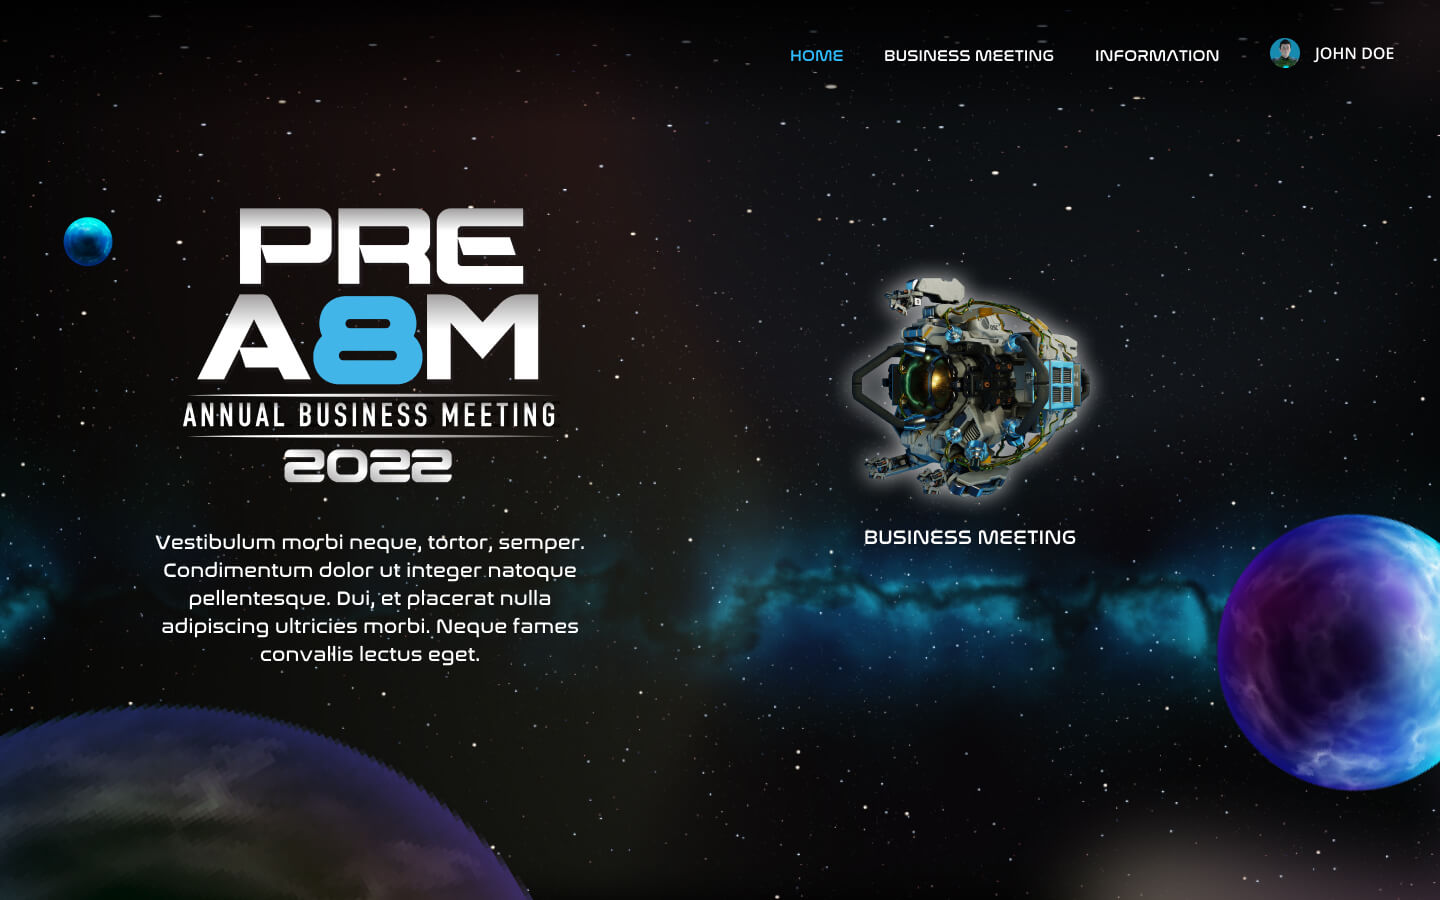 HOME BUSINESS MEETING INFORMATION JOHN DOE
PRE
A8M
ANNUAL BUSINESS MEETING
2022
Vestibulum morbi neque, tortor, semper.
Condimentum dolor ut integer natoque
pellentesque. Dui, et placerat nulla
adipiscing ultricies morbi. Neque fames
convallis lectus eget.
BUSINESS MEETING